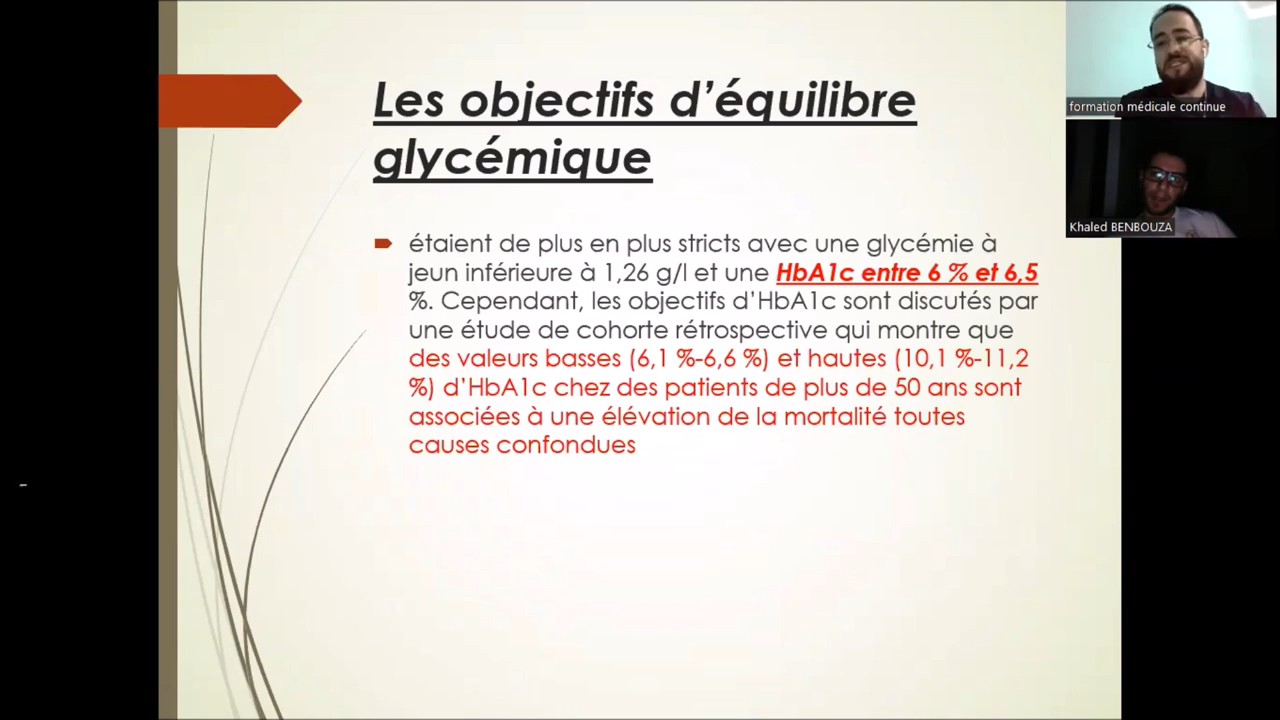 Les objectifs d’équilibre
glycémique
étaient de plus en plus stricts avec une glycémie à
jeun inférieure à 1,26 g/l et une HbA1c entre 6 % et 6,5
%. Cependant, les objectifs d’HbA1c sont discutés par
une étude de cohorte rétrospective qui montre que
des valeurs basses (6,1 %-6,6 %) et hautes (10,1 %-11,2
%) d’HbA1c chez des patients de plus de 50 ans sont
associées à une élévation de la mortalité toutes
causes confondues
formation médicale continue
Khaled BENBOUZA